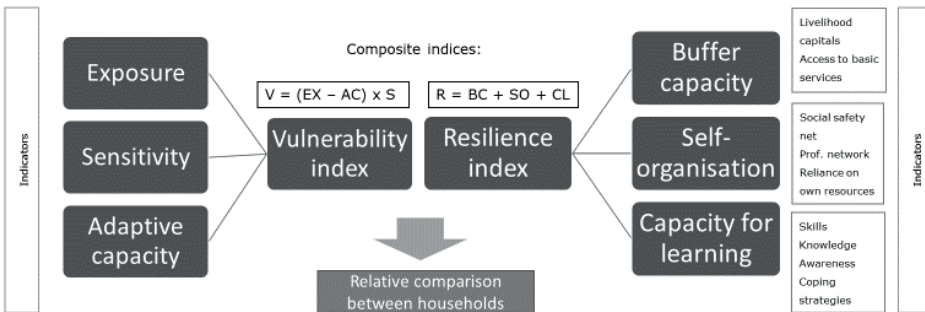 Indicators
Exposure
Sensitivity
Adaptive
capacity
Composite indices:
V = (EX – AC) x S
R = BC + SO + CL
Vulnerability
index
Resilience
index
Relative comparison
between households
Buffer
capacity
Self-
organisation
Capacity for
learning
Livelihood
capitals
Access to basic
services
Social safety
net
Prof. network
Reliance on
own resources
Skills
Knowledge
Awareness
Coping
strategies
Indicators